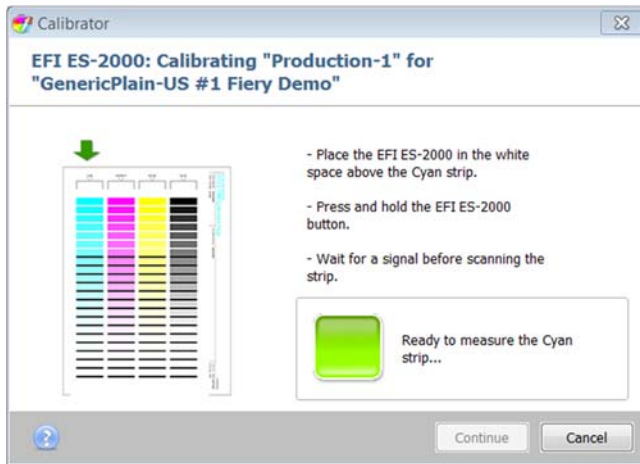 Calibrator
EFI ES-2000: Calibrating "Production-1" for
"GenericPlain-US #1 Fiery Demo"
- Place the EFI ES-2000 in the white
space above the Cyan strip.
- Press and hold the EFI ES-2000
button.
- Wait for a signal before scanning the
strip.
Ready to measure the Cyan
strip...
Continue
Cancel